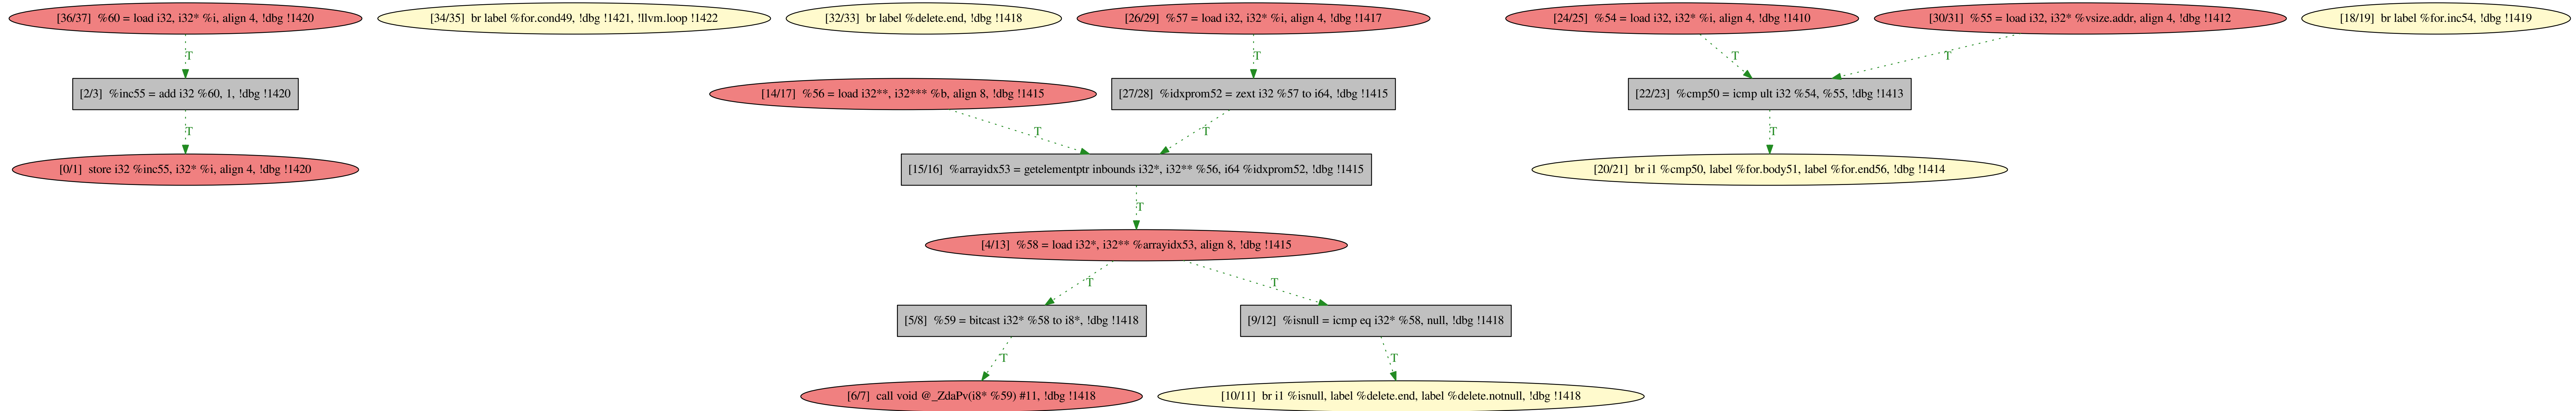 [36/37] %60 = load i32, i32* %i, align 4, !dbg !1420
[34/35] br label %for.cond49, !dbg !1421, !llvm.loop !1422
[32/33] br label %delete.end, !dbg !1418
[26/29] %57 = load i32, i32* %i, align 4, !dbg !1417
[24/25] %54 = load i32, i32* %i, align 4, !dbg !1410
[30/31] %55 = load i32, i32* %vsize.addr, align 4, !dbg !1412
[18/19] br label %for.inc54, !dbg !1419
T
T
T
T
[2/3] %inc55 = add i32 %60, 1, !dbg !1420
[14/17] %56 = load i32**, i32*** %b, align 8, !dbg !1415
[27/28] %idxprom52 = zext i32 %57 to i64, !dbg !1415
[22/23] %cmp50 = icmp ult i32 %54, %55, !dbg !1413
T
T
T
T
[0/1] store i32 %inc55, i32* %i, align 4, !dbg !1420
[15/16] %arrayidx53 = getelementptr inbounds i32*, i32** %56, i64 %idxprom52, !dbg !1415
[20/21] br i1 %cmp50, label %for.body51, label %for.end56, !dbg !1414
T
[4/13] %58 = load i32*, i32** %arrayidx53, align 8, !dbg !1415
T
T
[5/8] %59 = bitcast i32* %58 to i8*, !dbg !1418
[9/12] %isnull = icmp eq i32* %58, null, !dbg !1418
T
T
[6/7] call void @_ZdaPv(i8* %59) #11, !dbg !1418
[10/11] br i1 %isnull, label %delete.end, label %delete.notnull, !dbg !1418